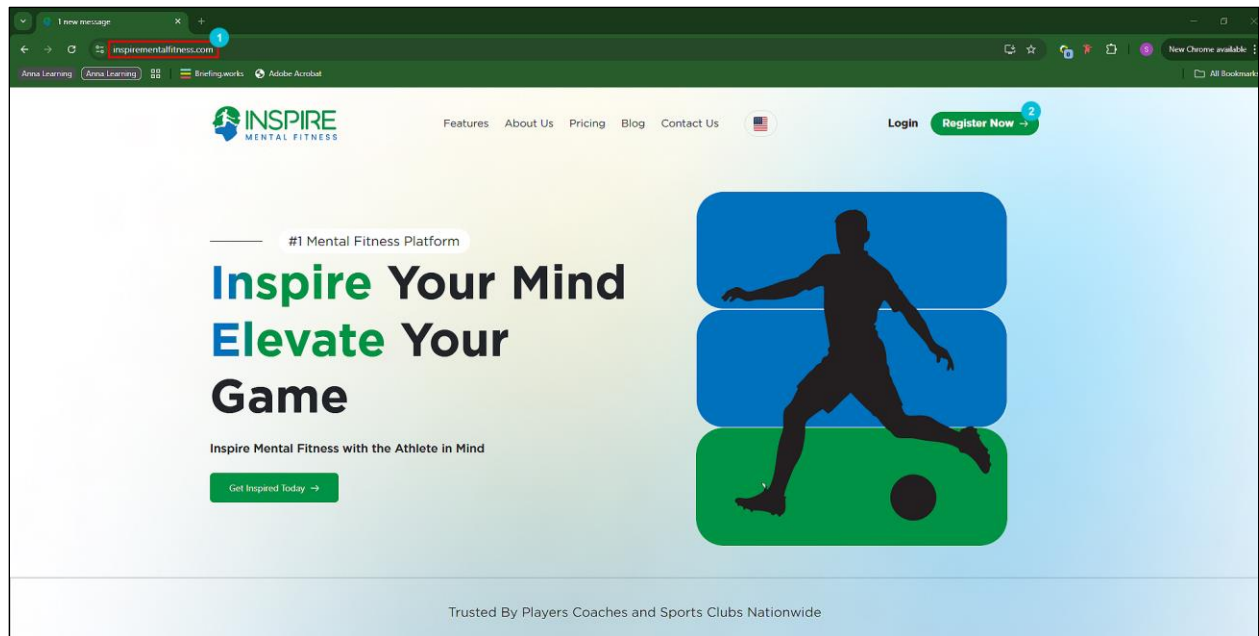 1 new message
1
inspirementalfitness.com
New Chrome available
Anna Learning
Anna Learning
Briefing.works
Adobe Acrobat
All Bookmarks
INSPIRE
MENTAL FITNESS
Features About Us Pricing Blog Contact Us
Login
Register Now →
2
#1 Mental Fitness Platform
Inspire Your Mind
Elevate Your
Game
Inspire Mental Fitness with the Athlete in Mind
Get Inspired Today →
Trusted By Players Coaches and Sports Clubs Nationwide